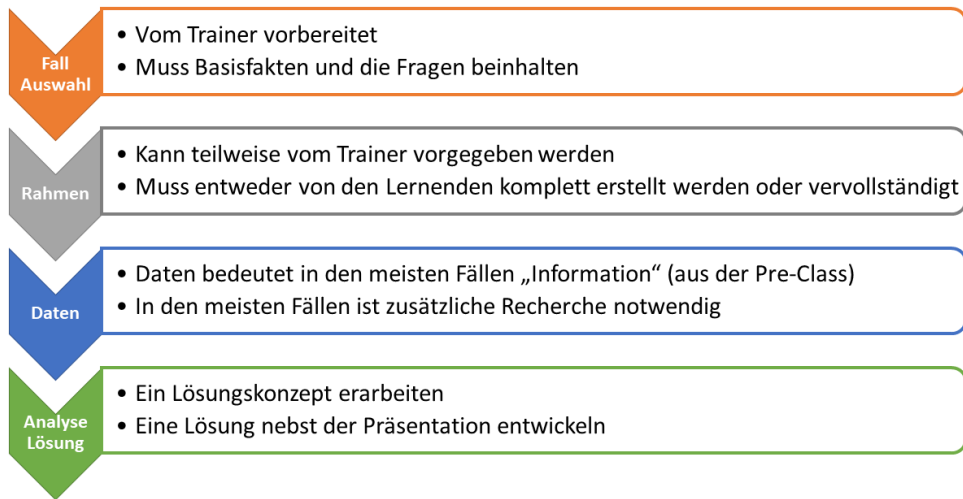 Fall
Auswahl
• Vom Trainer vorbereitet
• Muss Basisfakten und die Fragen beinhalten
Rahmen
• Kann teilweise vom Trainer vorgegeben werden
• Muss entweder von den Lernenden komplett erstellt werden oder vervollständigt
Daten
• Daten bedeutet in den meisten Fällen „Information“ (aus der Pre-Class)
• In den meisten Fällen ist zusätzliche Recherche notwendig
Analyse
Lösung
• Ein Lösungskonzept erarbeiten
• Eine Lösung nebst der Präsentation entwickeln